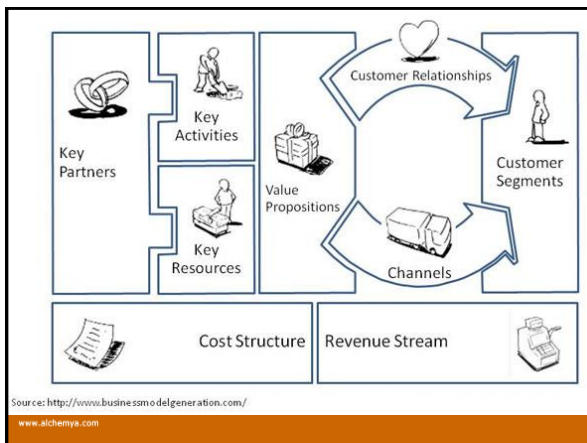 Key
Partners
Key
Activities
Key
Resources
Value
Propositions
Customer Relationships
Channels
Customer
Segments
Cost Structure
Revenue Stream
Source: http://www.businessmodelgeneration.com/
www.alchemya.com